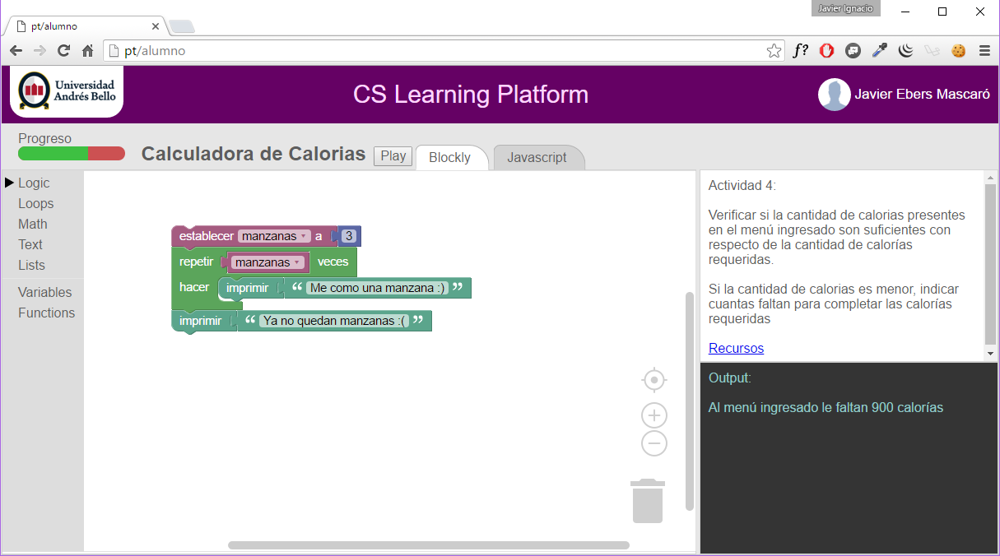 Javier Ignacio
pt/alumno
pt/alumno
f?
Universidad
Andrés Bello
CS Learning Platform
Javier Ebers Mascaró
Progreso
Calculadora de Calorias
Play
Blockly
Javascript
Logic
Loops
Math
Text
Lists
Variables
Functions
establecer manzanas a 3
repetir manzanas veces
hacer imprimir “ Me como una manzana :) ”
imprimir “ Ya no quedan manzanas :( ”
Actividad 4:
Verificar si la cantidad de calorias presentes
en el menú ingresado son suficientes con
respecto de la cantidad de calorías
requeridas.
Si la cantidad de calorias es menor, indicar
cuantas faltan para completar las calorías
requeridas
Recursos
Output:
Al menú ingresado le faltan 900 calorías